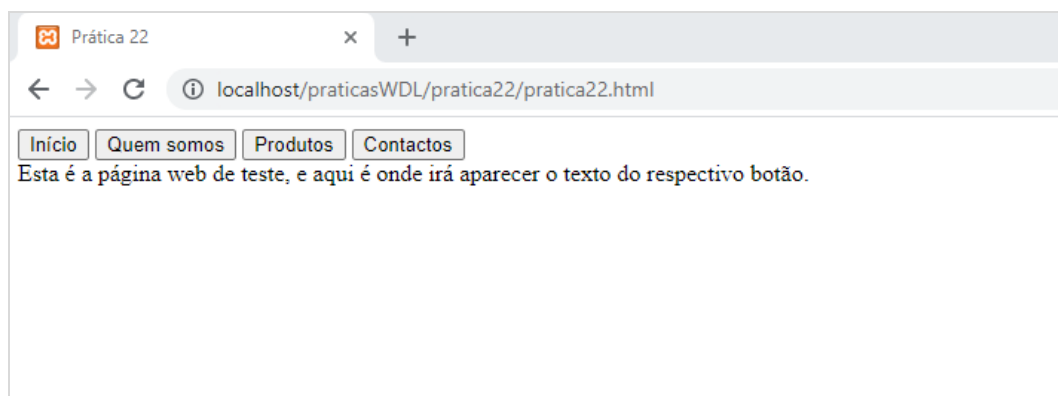 Prática 22
localhost/praticasWDL/pratica22/pratica22.html
Início Quem somos Produtos Contactos
Esta é a página web de teste, e aqui é onde irá aparecer o texto do respectivo botão.